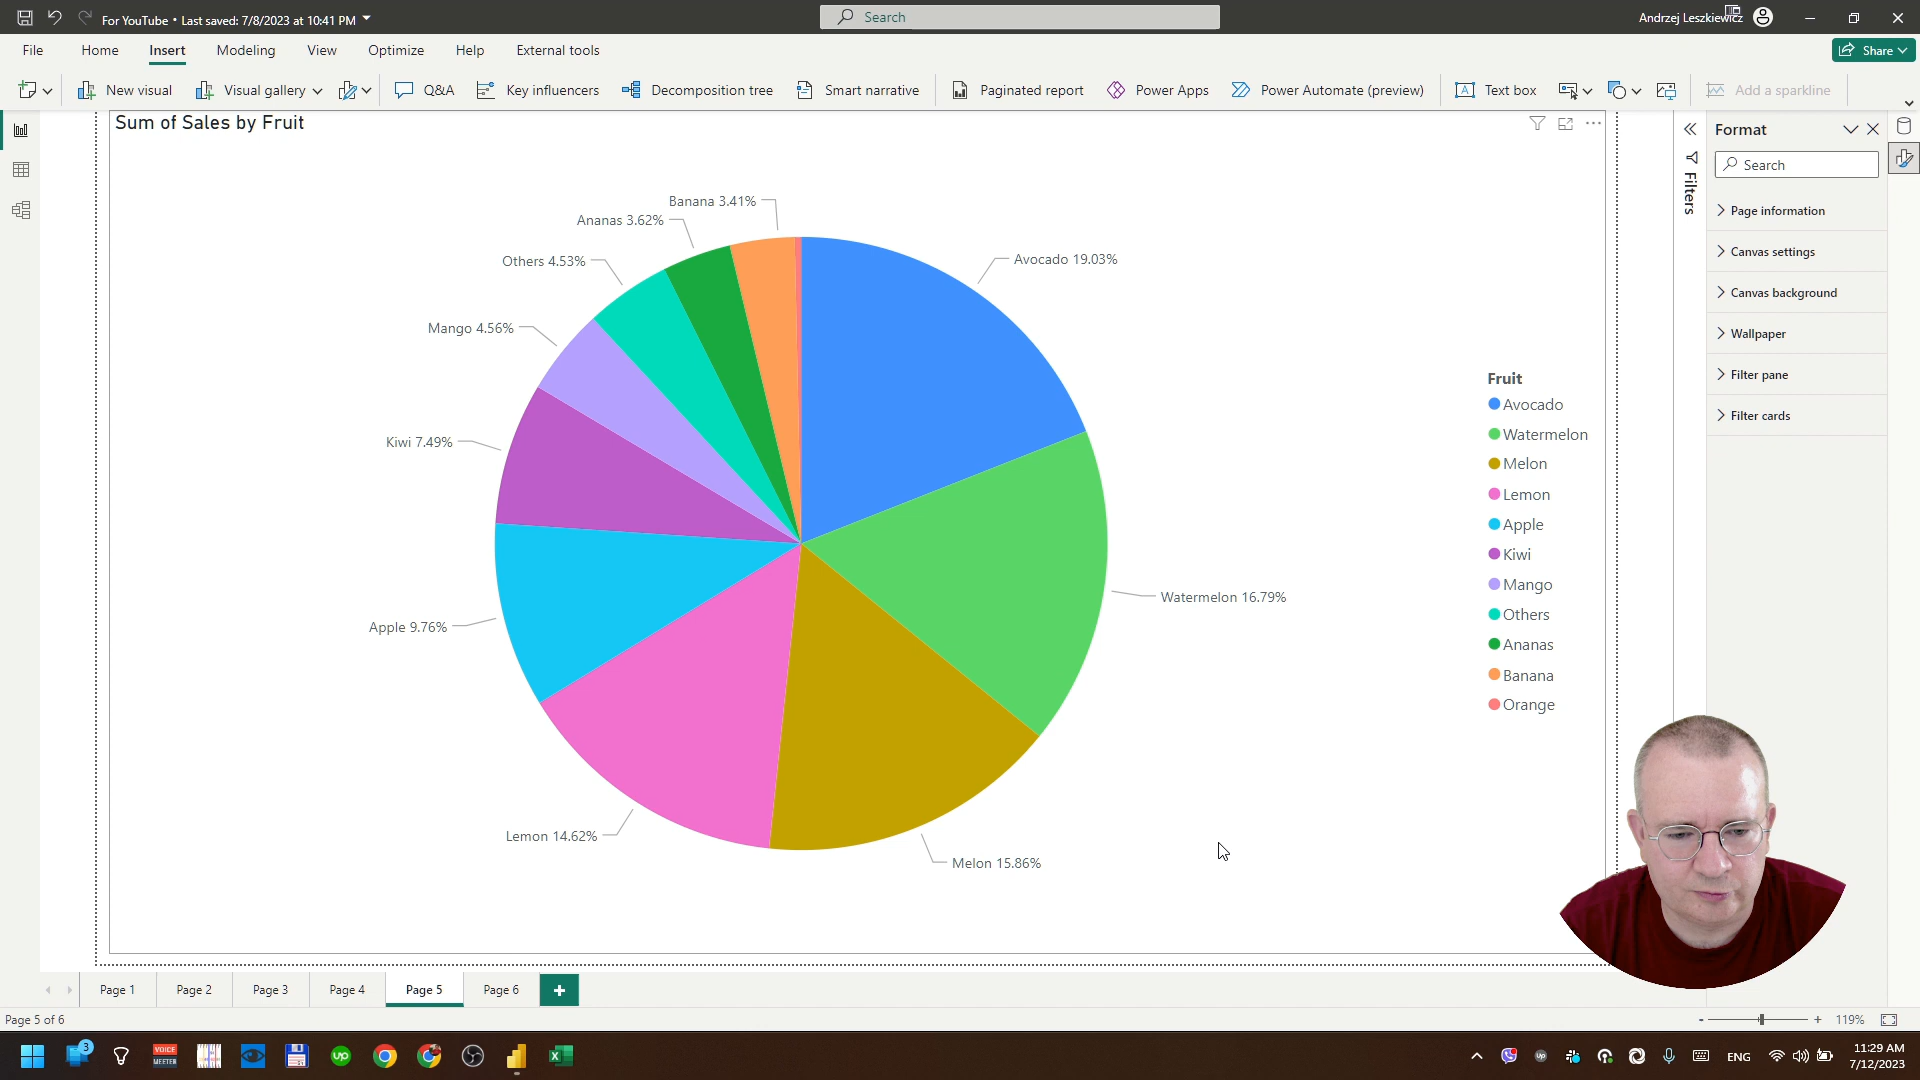 For YouTube • Last saved: 7/8/2023 at 10:41 PM
Search
Andrzej Leszkiewicz
File Home Insert Modeling View Optimize Help External tools
Share
New visual Visual gallery Q&A Key influencers Decomposition tree Smart narrative Paginated report Power Apps Power Automate (preview) Text box Add a sparkline
Sum of Sales by Fruit
Banana 3.41%
Ananas 3.62%
Others 4.53%
Avocado 19.03%
Mango 4.56%
Kiwi 7.49%
Watermelon 16.79%
Apple 9.76%
Lemon 14.62%
Melon 15.86%
Fruit
Avocado
Watermelon
Melon
Lemon
Apple
Kiwi
Mango
Others
Ananas
Banana
Orange
Filters
Format
Search
Page information
Canvas settings
Canvas background
Wallpaper
Filter pane
Filter cards
Page 1 Page 2 Page 3 Page 4 Page 5 Page 6 +
Page 5 of 6
- + 119%
3
VOICE
MEETER
up
ENG
11:29 AM
7/12/2023